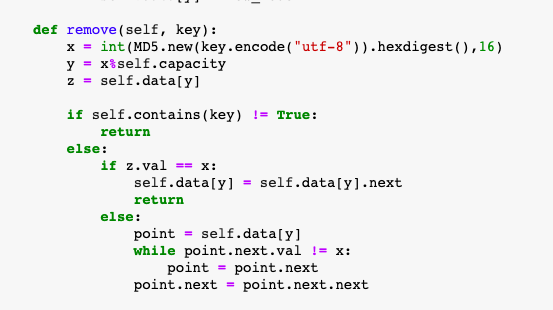 def remove(self, key):
    x = int(MD5.new(key.encode("utf-8")).hexdigest(),16)
    y = x%self.capacity
    z = self.data[y]

    if self.contains(key) != True:
        return
    else:
        if z.val == x:
            self.data[y] = self.data[y].next
            return
        else:
            point = self.data[y]
            while point.next.val != x:
                point = point.next
            point.next = point.next.next